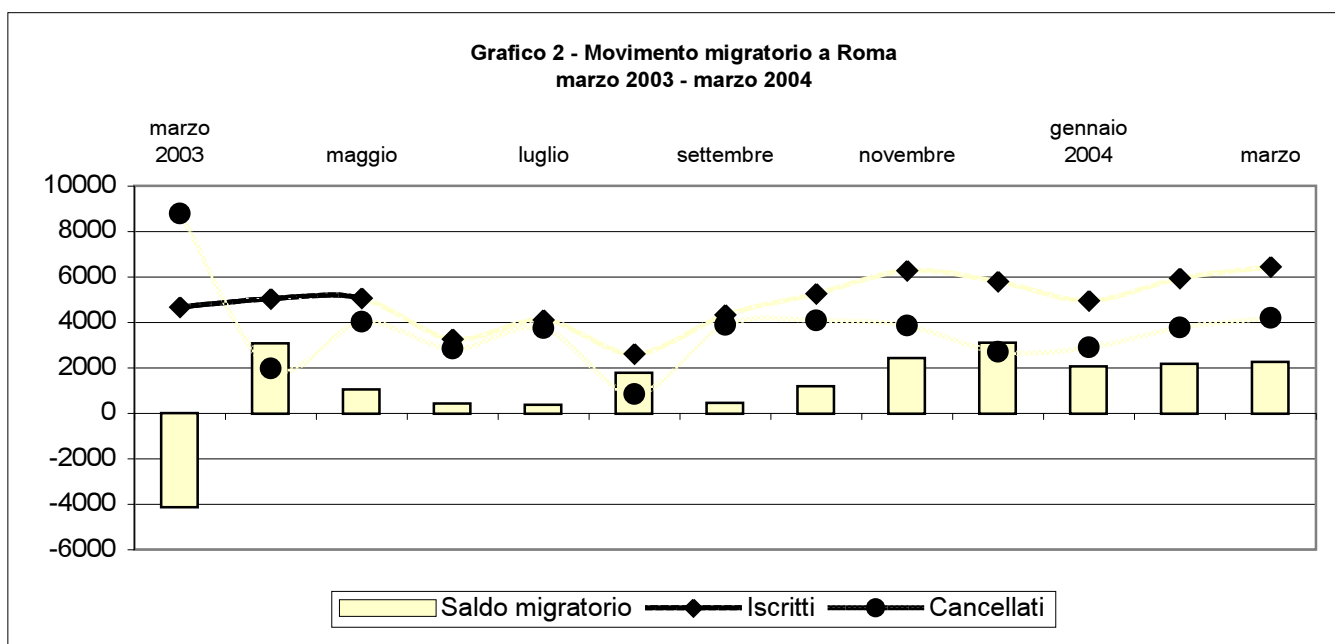 Grafico 2 - Movimento migratorio a Roma
marzo 2003 - marzo 2004
marzo
2003
maggio
luglio
settembre
novembre
gennaio
2004
marzo
10000
8000
6000
4000
2000
0
-2000
-4000
-6000
Saldo migratorio
Iscritti
Cancellati